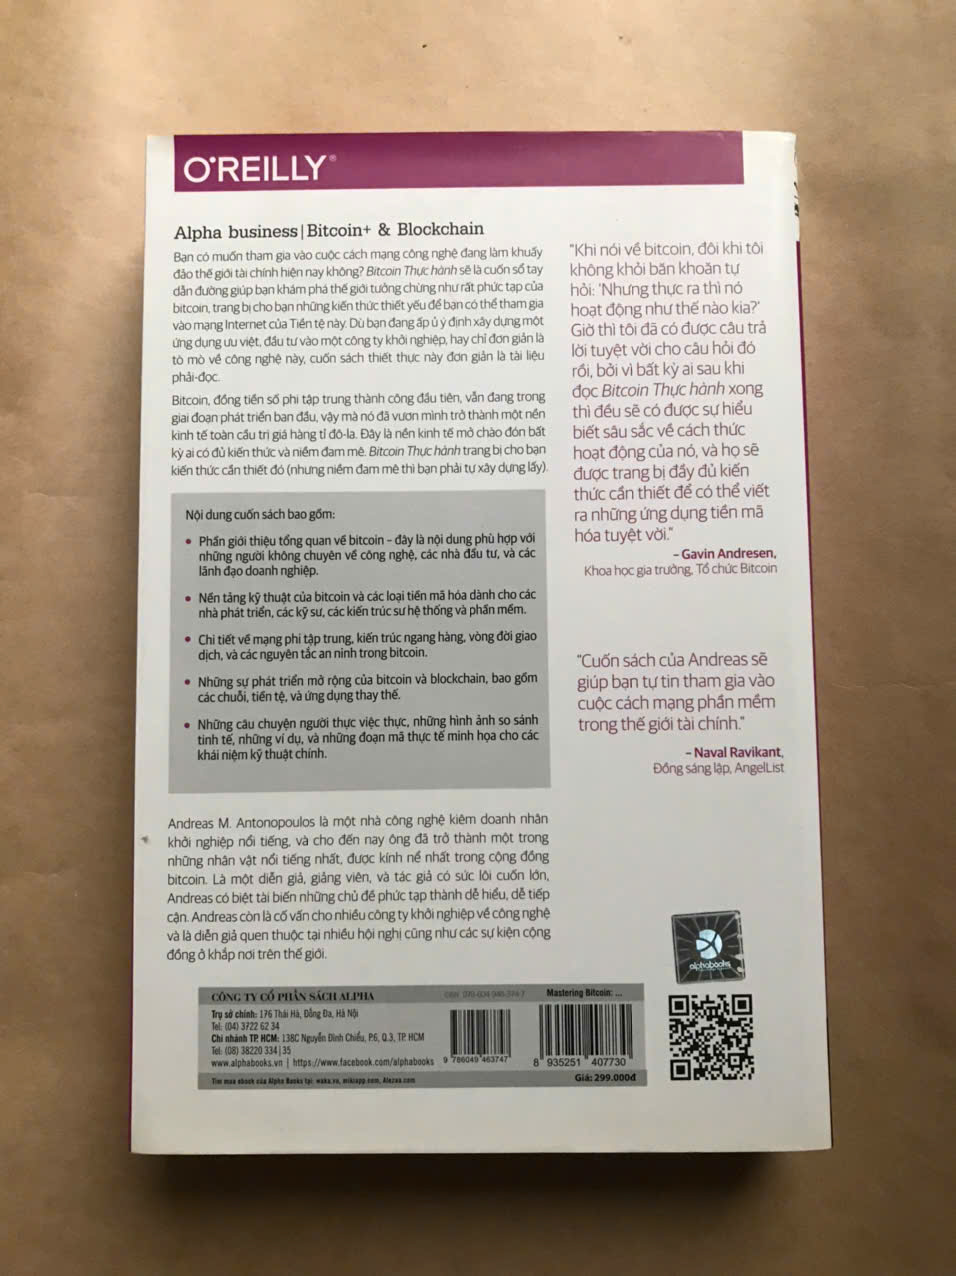 O'REILLY®
Alpha business | Bitcoin+ & Blockchain
Bạn có muốn tham gia vào cuộc cách mạng công nghệ đang làm khuấy
đảo thế giới tài chính hiện nay không? Bitcoin Thực hành sẽ là cuốn sổ tay
dẫn đường giúp bạn khám phá thế giới tưởng chừng như rất phức tạp của
bitcoin, trang bị cho bạn những kiến thức thiết yếu để bạn có thể tham gia
vào mạng Internet của Tiền tệ này. Dù bạn đang ấp ủ ý định xây dựng một
ứng dụng ưu việt, đầu tư vào một công ty khởi nghiệp, hay chỉ đơn giản là
tò mò về công nghệ này, cuốn sách thiết thực này đơn giản là tài liệu
phải-đọc.
Bitcoin, đồng tiền số phi tập trung thành công đầu tiên, vẫn đang trong
giai đoạn phát triển ban đầu, vậy mà nó đã vươn mình trở thành một nền
kinh tế toàn cầu trị giá hàng tỉ đô-la. Đây là nền kinh tế mở chào đón bất
kỳ ai có đủ kiến thức và niềm đam mê. Bitcoin Thực hành trang bị cho bạn
kiến thức cần thiết đó (nhưng niềm đam mê thì bạn phải tự xây dựng lấy).
Nội dung cuốn sách bao gồm:
• Phần giới thiệu tổng quan về bitcoin – đây là nội dung phù hợp với
những người không chuyên về công nghệ, các nhà đầu tư, và các
lãnh đạo doanh nghiệp.
• Nền tảng kỹ thuật của bitcoin và các loại tiền mã hóa dành cho các
nhà phát triển, các kỹ sư, các kiến trúc sư hệ thống và phần mềm.
• Chi tiết về mạng phi tập trung, kiến trúc ngang hàng, vòng đời giao
dịch, và các nguyên tắc an ninh trong bitcoin.
• Những sự phát triển mở rộng của bitcoin và blockchain, bao gồm
các chuỗi, tiền tệ, và ứng dụng thay thế.
• Những câu chuyện người thực việc thực, những hình ảnh so sánh
tinh tế, những ví dụ, và những đoạn mã thực tế minh họa cho các
khái niệm kỹ thuật chính.
Andreas M. Antonopoulos là một nhà công nghệ kiêm doanh nhân
khởi nghiệp nổi tiếng, và cho đến nay ông đã trở thành một trong
những nhân vật nổi tiếng nhất, được kính nể nhất trong cộng đồng
bitcoin. Là một diễn giả, giảng viên, và tác giả có sức lôi cuốn lớn,
Andreas có biệt tài biến những chủ đề phức tạp thành dễ hiểu, dễ tiếp
cận. Andreas còn là cố vấn cho nhiều công ty khởi nghiệp về công nghệ
và là diễn giả quen thuộc tại nhiều hội nghị cũng như các sự kiện cộng
đồng ở khắp nơi trên thế giới.
"Khi nói về bitcoin, đôi khi tôi
không khỏi băn khoăn tự
hỏi: 'Nhưng thực ra thì nó
hoạt động như thế nào kia?'
Giờ thì tôi đã có được câu trả
lời tuyệt vời cho câu hỏi đó
rồi, bởi vì bất kỳ ai sau khi
đọc Bitcoin Thực hành xong
thì đều sẽ có được sự hiểu
biết sâu sắc về cách thức
hoạt động của nó, và họ sẽ
được trang bị đầy đủ kiến
thức cần thiết để có thể viết
ra những ứng dụng tiền mã
hóa tuyệt vời."
– Gavin Andresen,
Khoa học gia trưởng, Tổ chức Bitcoin
"Cuốn sách của Andreas sẽ
giúp bạn tự tin tham gia vào
cuộc cách mạng phần mềm
trong thế giới tài chính."
– Naval Ravikant,
Đồng sáng lập, AngelList
alphabooks
CÔNG TY CỔ PHẦN SÁCH ALPHA
Trụ sở chính: 176 Thái Hà, Đống Đa, Hà Nội
Tel: (04) 3722 62 34
Chi nhánh TP. HCM: 138C Nguyễn Đình Chiểu, P.6, Q.3, TP. HCM
Tel: (08) 38220 334 | 35
www.alphabooks.vn | https://www.facebook.com/alphabooks
Tìm mua ebook của Alpha Books tại: waka.vn, mikiapp.com, Alezaa.com
ISBN: 978-604-946-374-7
9 786049 463747
Mastering Bitcoin: ...
8 935251 407730
Giá: 299.000đ